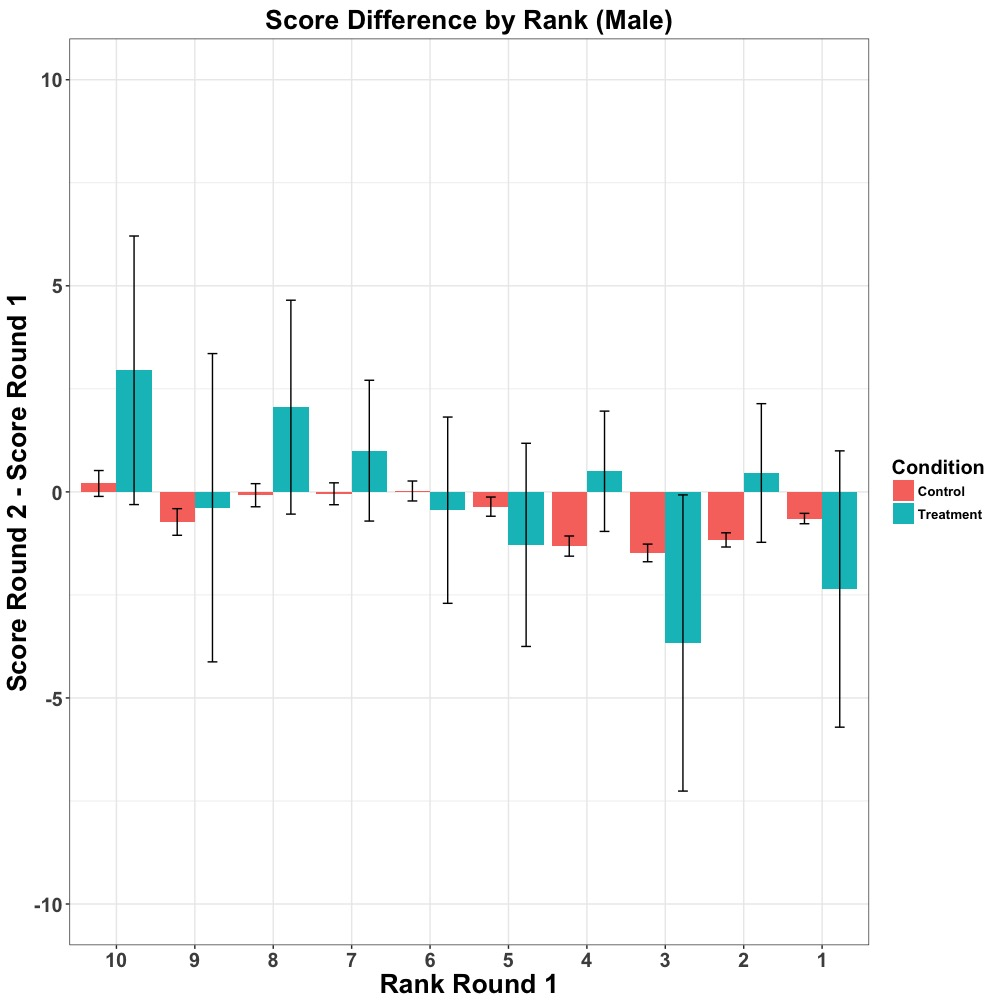 Score Difference by Rank (Male)
Score Round 2 - Score Round 1
10
5
0
-5
-10
10 9 8 7 6 5 4 3 2 1
Rank Round 1
Condition
Control
Treatment